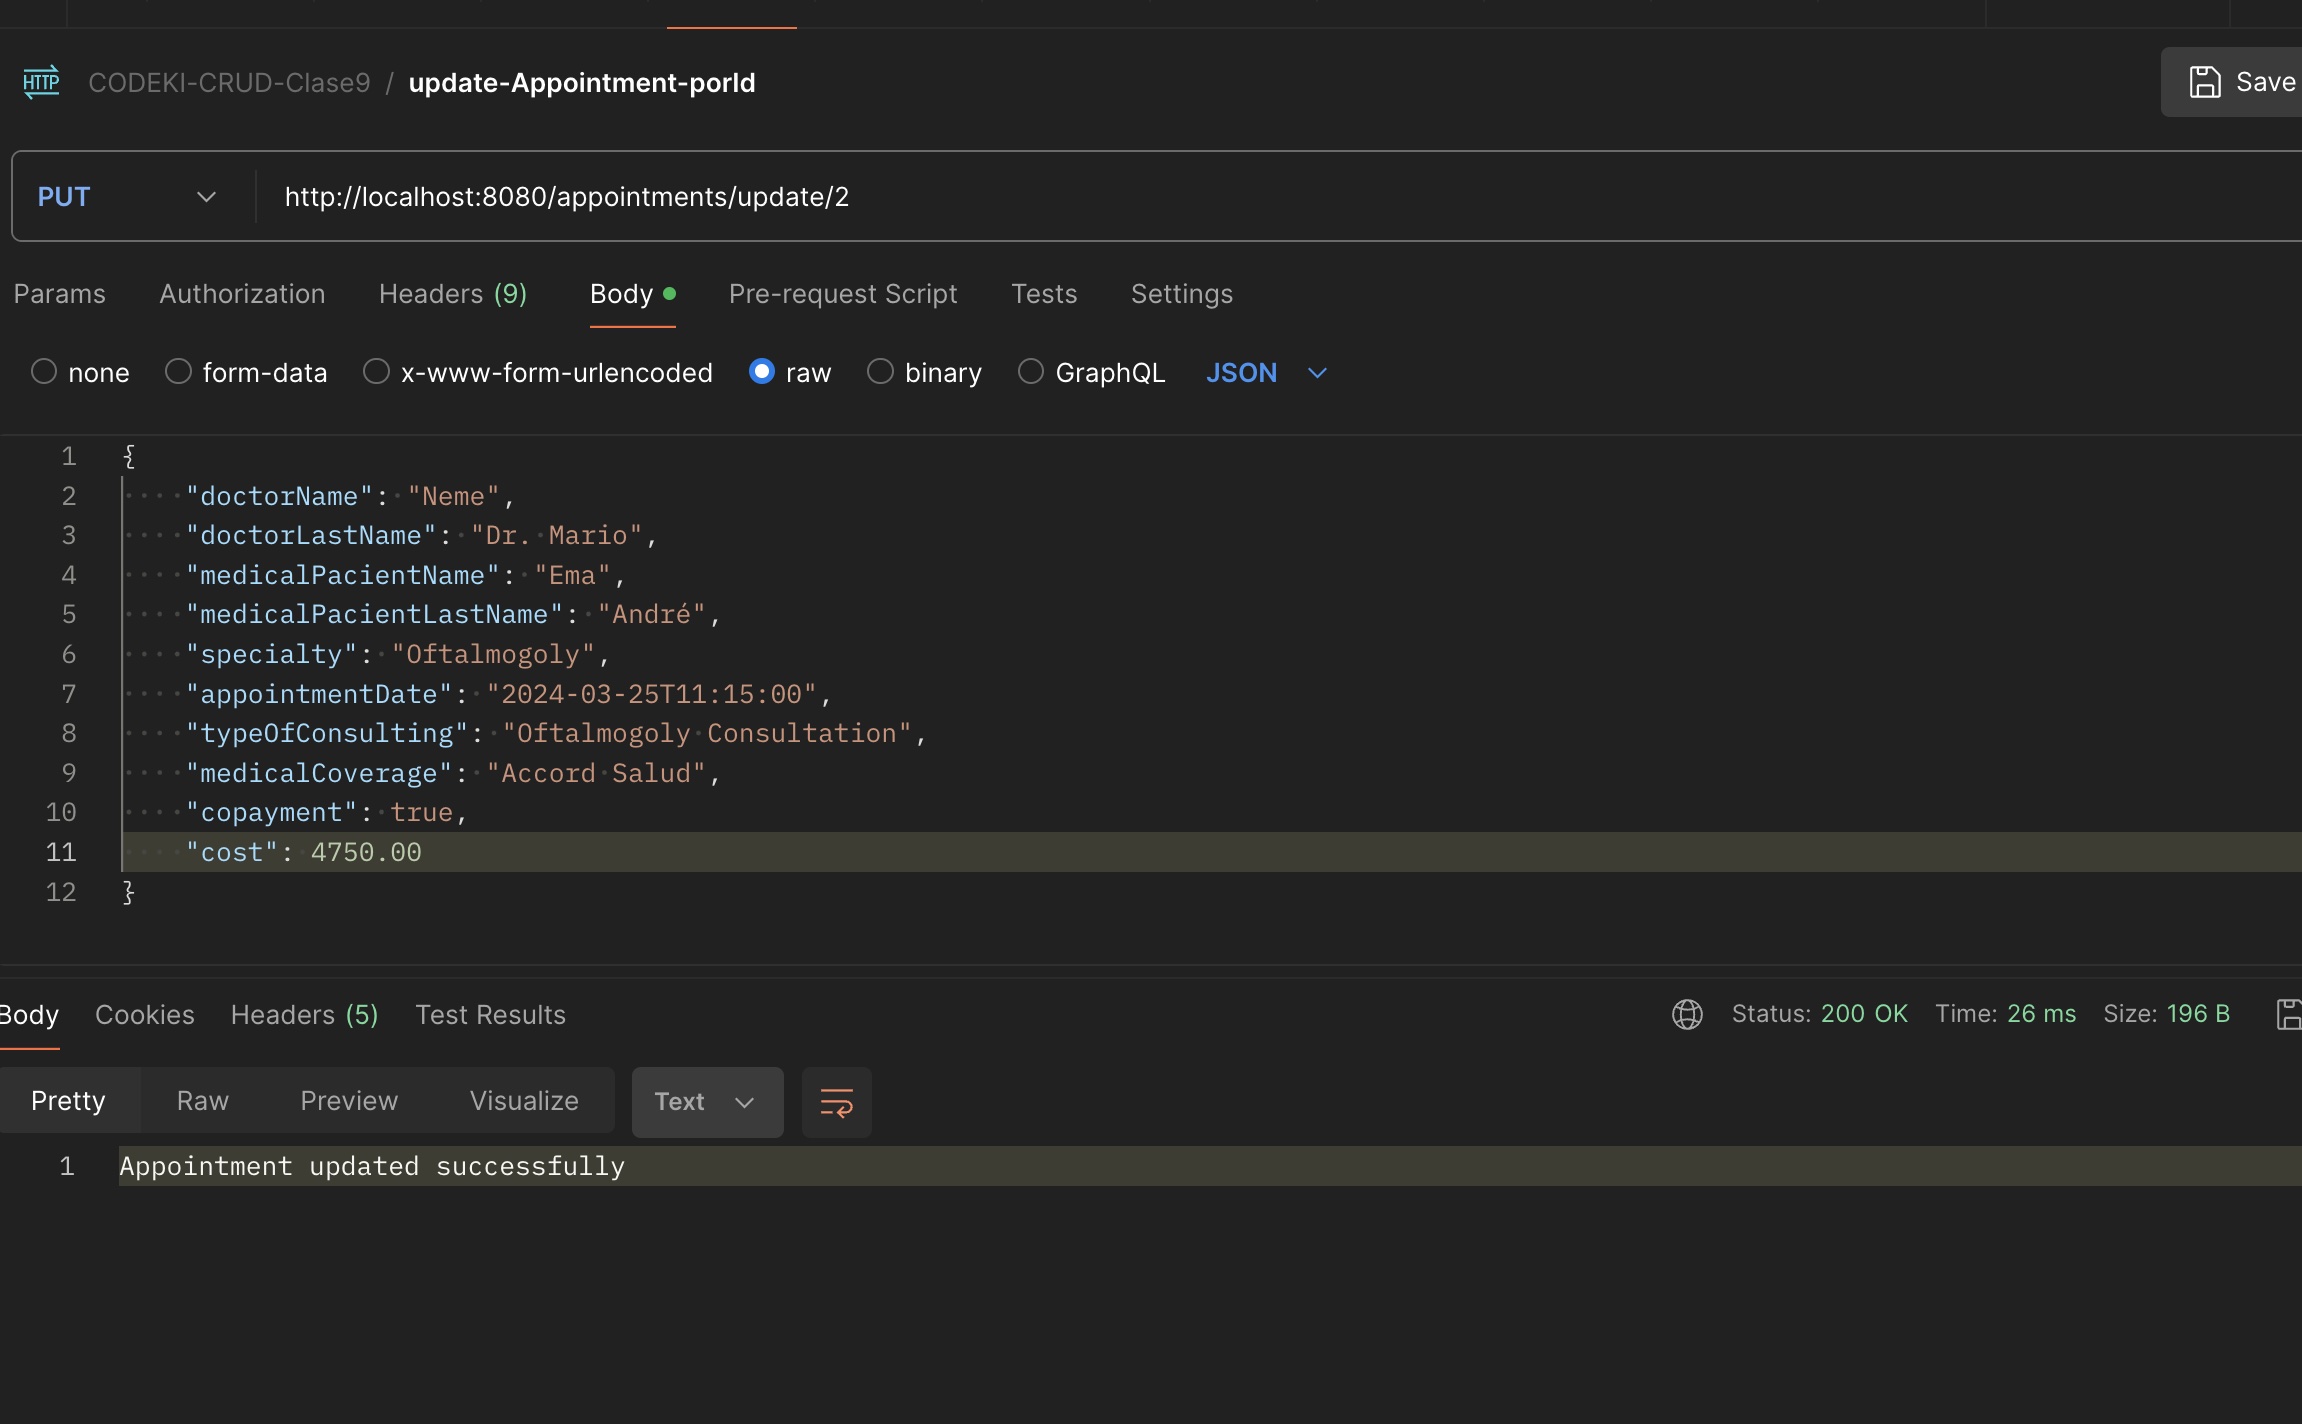 HTTP CODEKI-CRUD-Clase9 / update-Appointment-porId Save
PUT http://localhost:8080/appointments/update/2
Params Authorization Headers (9) Body Pre-request Script Tests Settings
none form-data x-www-form-urlencoded raw binary GraphQL JSON
1 {
2 "doctorName": "Neme",
3 "doctorLastName": "Dr. Mario",
4 "medicalPacientName": "Ema",
5 "medicalPacientLastName": "André",
6 "specialty": "Oftalmogoly",
7 "appointmentDate": "2024-03-25T11:15:00",
8 "typeOfConsulting": "Oftalmogoly Consultation",
9 "medicalCoverage": "Accord Salud",
10 "copayment": true,
11 "cost": 4750.00
12 }
Body Cookies Headers (5) Test Results Status: 200 OK Time: 26 ms Size: 196 B
Pretty Raw Preview Visualize Text
1 Appointment updated successfully